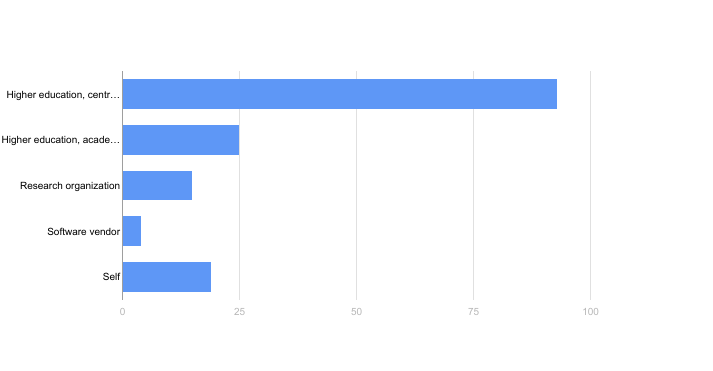 Higher education, centr…
Higher education, acade…
Research organization
Software vendor
Self
0 25 50 75 100